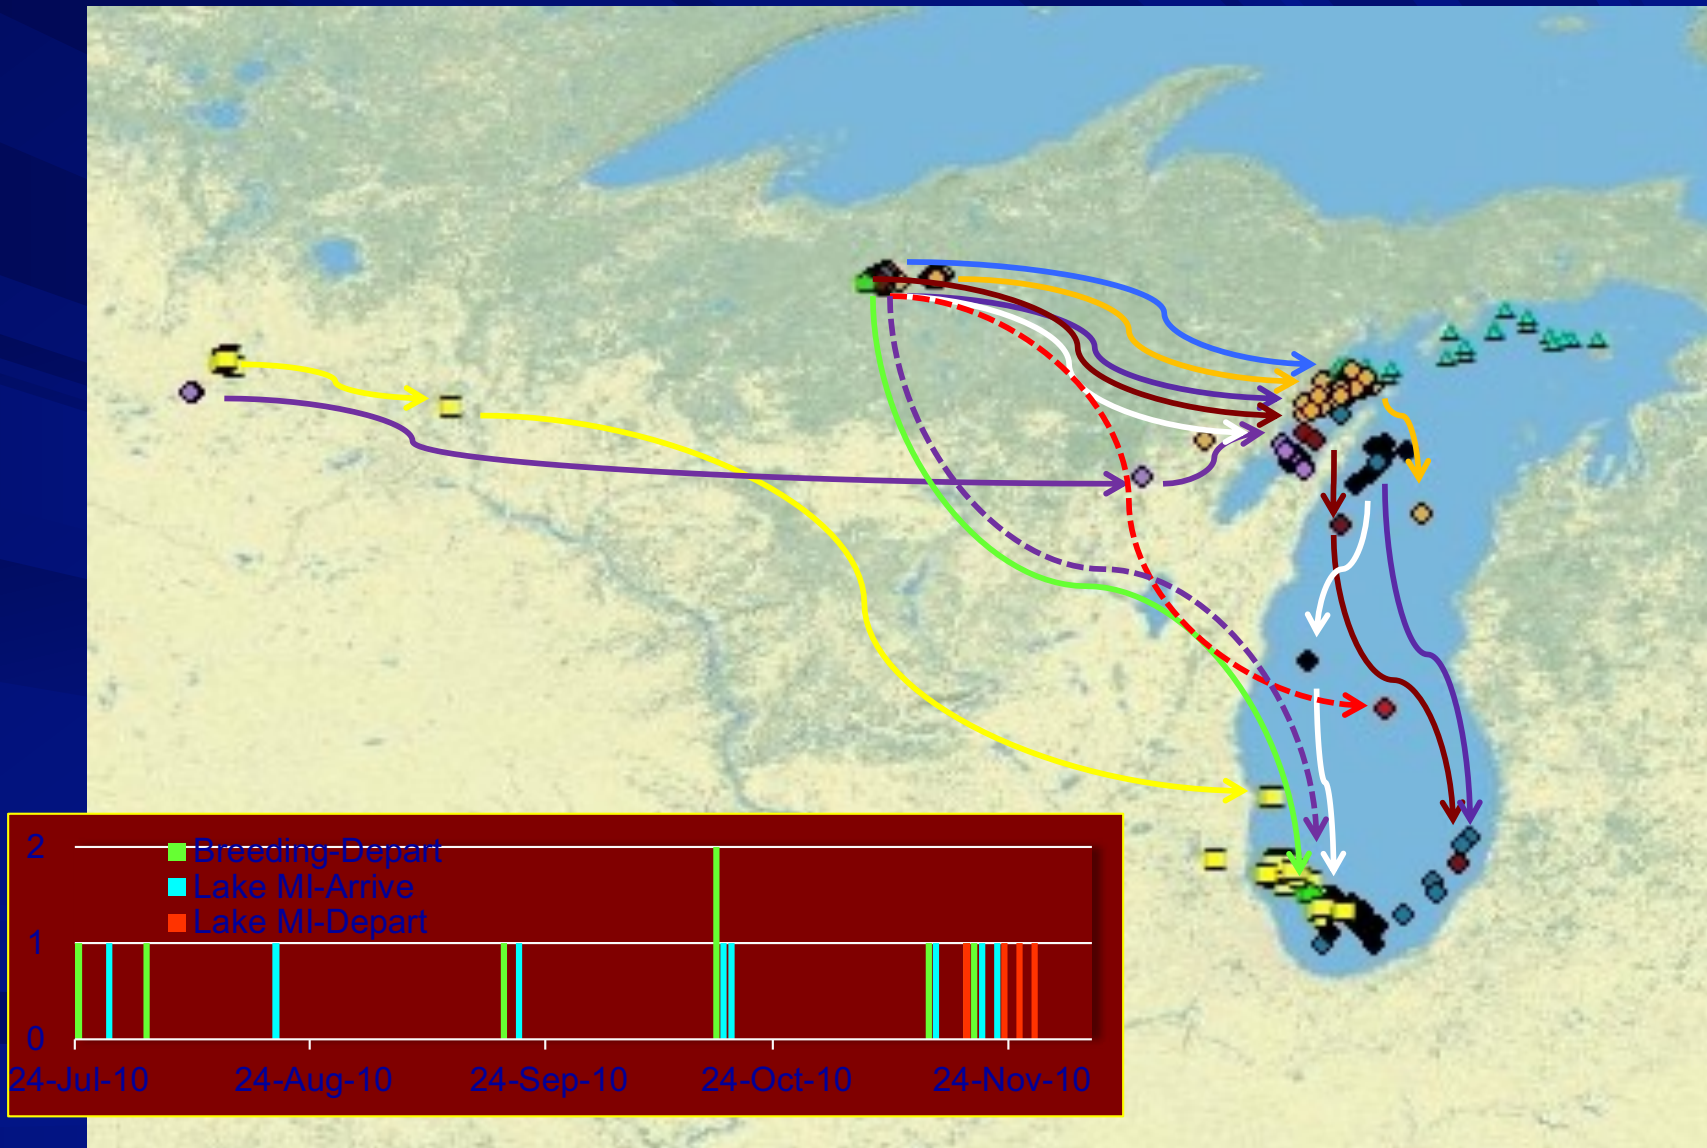 2
Breeding-Depart
Lake MI-Arrive
Lake MI-Depart
1
0
24-Jul-10 24-Aug-10 24-Sep-10 24-Oct-10 24-Nov-10